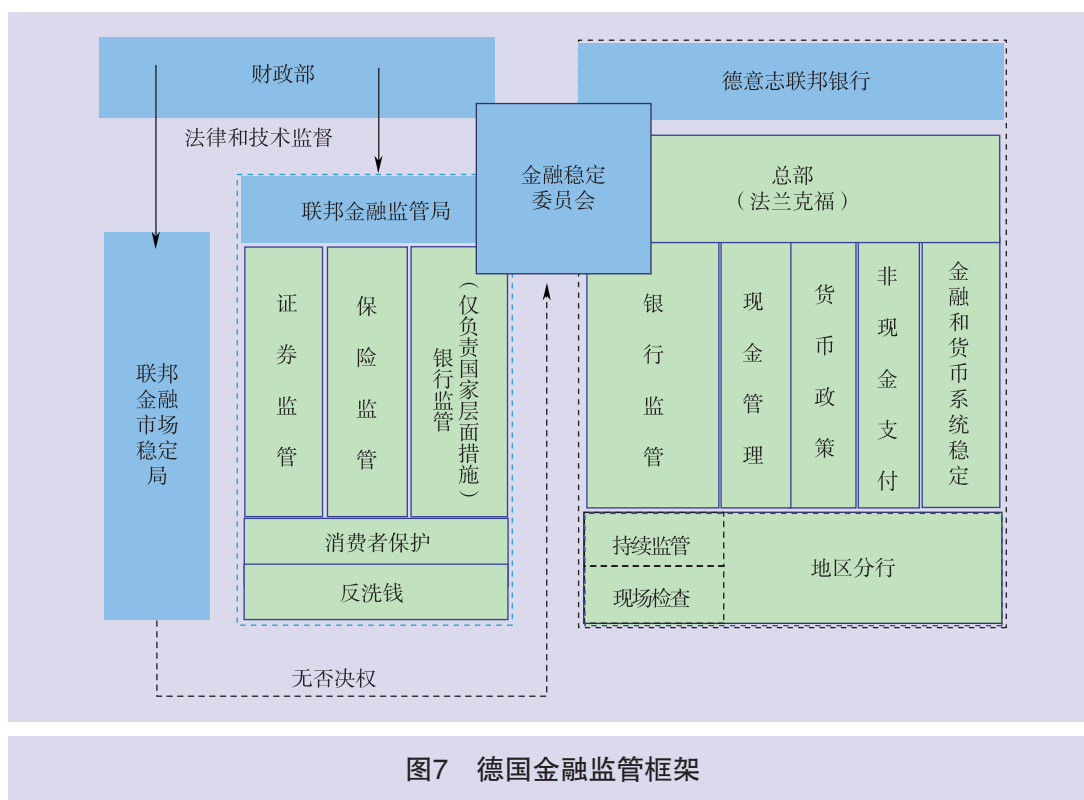 财政部
德意志联邦银行
法律和技术监督
金融稳定
委员会
总部
（法兰克福）
联邦金融监管局
证券监管
保险监管
银行监管
（仅负责国家层面措施）
银行监管
现金管理
货币政策
非现金支付
金融和货币系统稳定
联邦
金融
市场
稳定
局
消费者保护
反洗钱
持续监管
现场检查
地区分行
无否决权
图7 德国金融监管框架